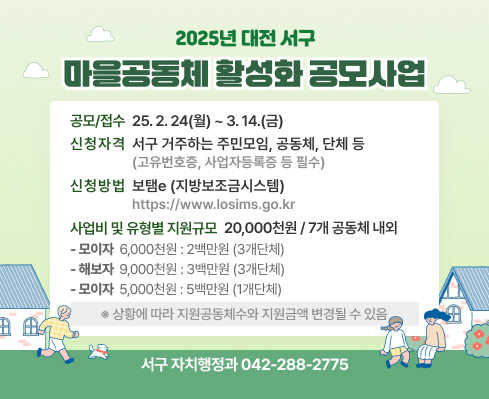 2025년 대전 서구
마을공동체 활성화 공모사업
공모/접수 25. 2. 24(월) ~ 3. 14.(금)
신청자격 서구 거주하는 주민모임, 공동체, 단체 등
(고유번호증, 사업자등록증 등 필수)
신청방법 보탬e (지방보조금시스템)
https://www.losims.go.kr
사업비 및 유형별 지원규모 20,000천원 / 7개 공동체 내외
- 모이자 6,000천원 : 2백만원 (3개단체)
- 해보자 9,000천원 : 3백만원 (3개단체)
- 모이자 5,000천원 : 5백만원 (1개단체)
※ 상황에 따라 지원공동체수와 지원금액 변경될 수 있음
서구 자치행정과 042-288-2775